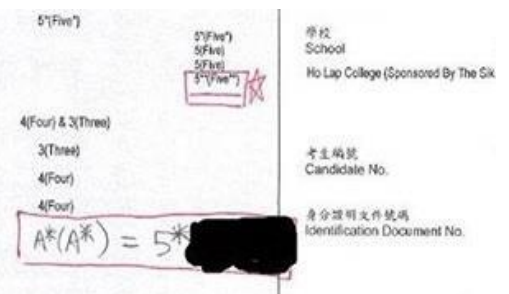 5*(Five*)
5*(Five*)
5(Five)
5(Five)
5**(Five**)
4(Four) & 3(Three)
3(Three)
4(Four)
4(Four)
A*(A*) = 5*
學校
School
Ho Lap College (Sponsored By The Sik
考生編號
Candidate No.
身分證明文件號碼
Identification Document No.